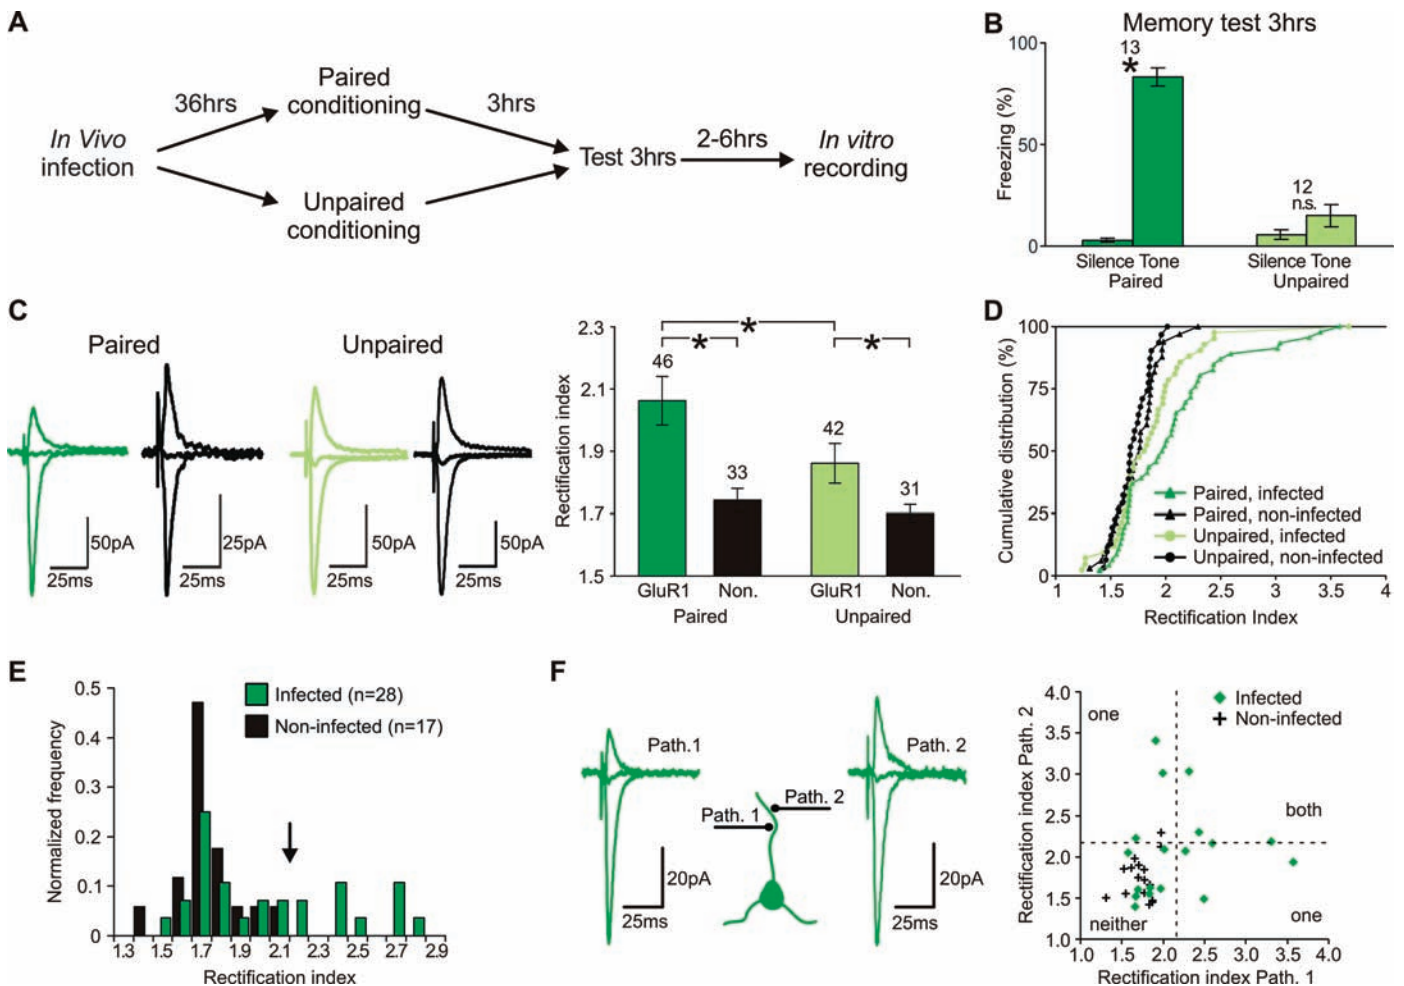 A
In Vivo
infection
36hrs
Paired
conditioning
Unpaired
conditioning
3hrs
Test 3hrs
2-6hrs
In vitro
recording
B
Memory test 3hrs
Freezing (%)
100
50
0
13
*
12
n.s.
Silence Tone
Paired
Silence Tone
Unpaired
C
Paired
Unpaired
50pA
25ms
25pA
25ms
50pA
25ms
50pA
25ms
Rectification index
2.3
2.1
1.9
1.7
1.5
*
*
*
46
33
42
31
GluR1
Non.
GluR1
Non.
Paired
Unpaired
D
Cumulative distribution (%)
100
75
50
25
0
Paired, infected
Paired, non-infected
Unpaired, infected
Unpaired, non-infected
1 1.5 2 2.5 3 3.5 4
Rectification Index
E
Normalized frequency
0.5
0.4
0.3
0.2
0.1
0
Infected (n=28)
Non-infected (n=17)
1.3 1.5 1.7 1.9 2.1 2.3 2.5 2.7 2.9
Rectification index
F
Path.1
20pA
25ms
Path. 1
Path. 2
Path. 2
20pA
25ms
Rectification index Path. 2
4.0
3.5
3.0
2.5
2.0
1.5
1.0
Infected
Non-infected
one
both
neither
one
1.0 1.5 2.0 2.5 3.0 3.5 4.0
Rectification index Path. 1